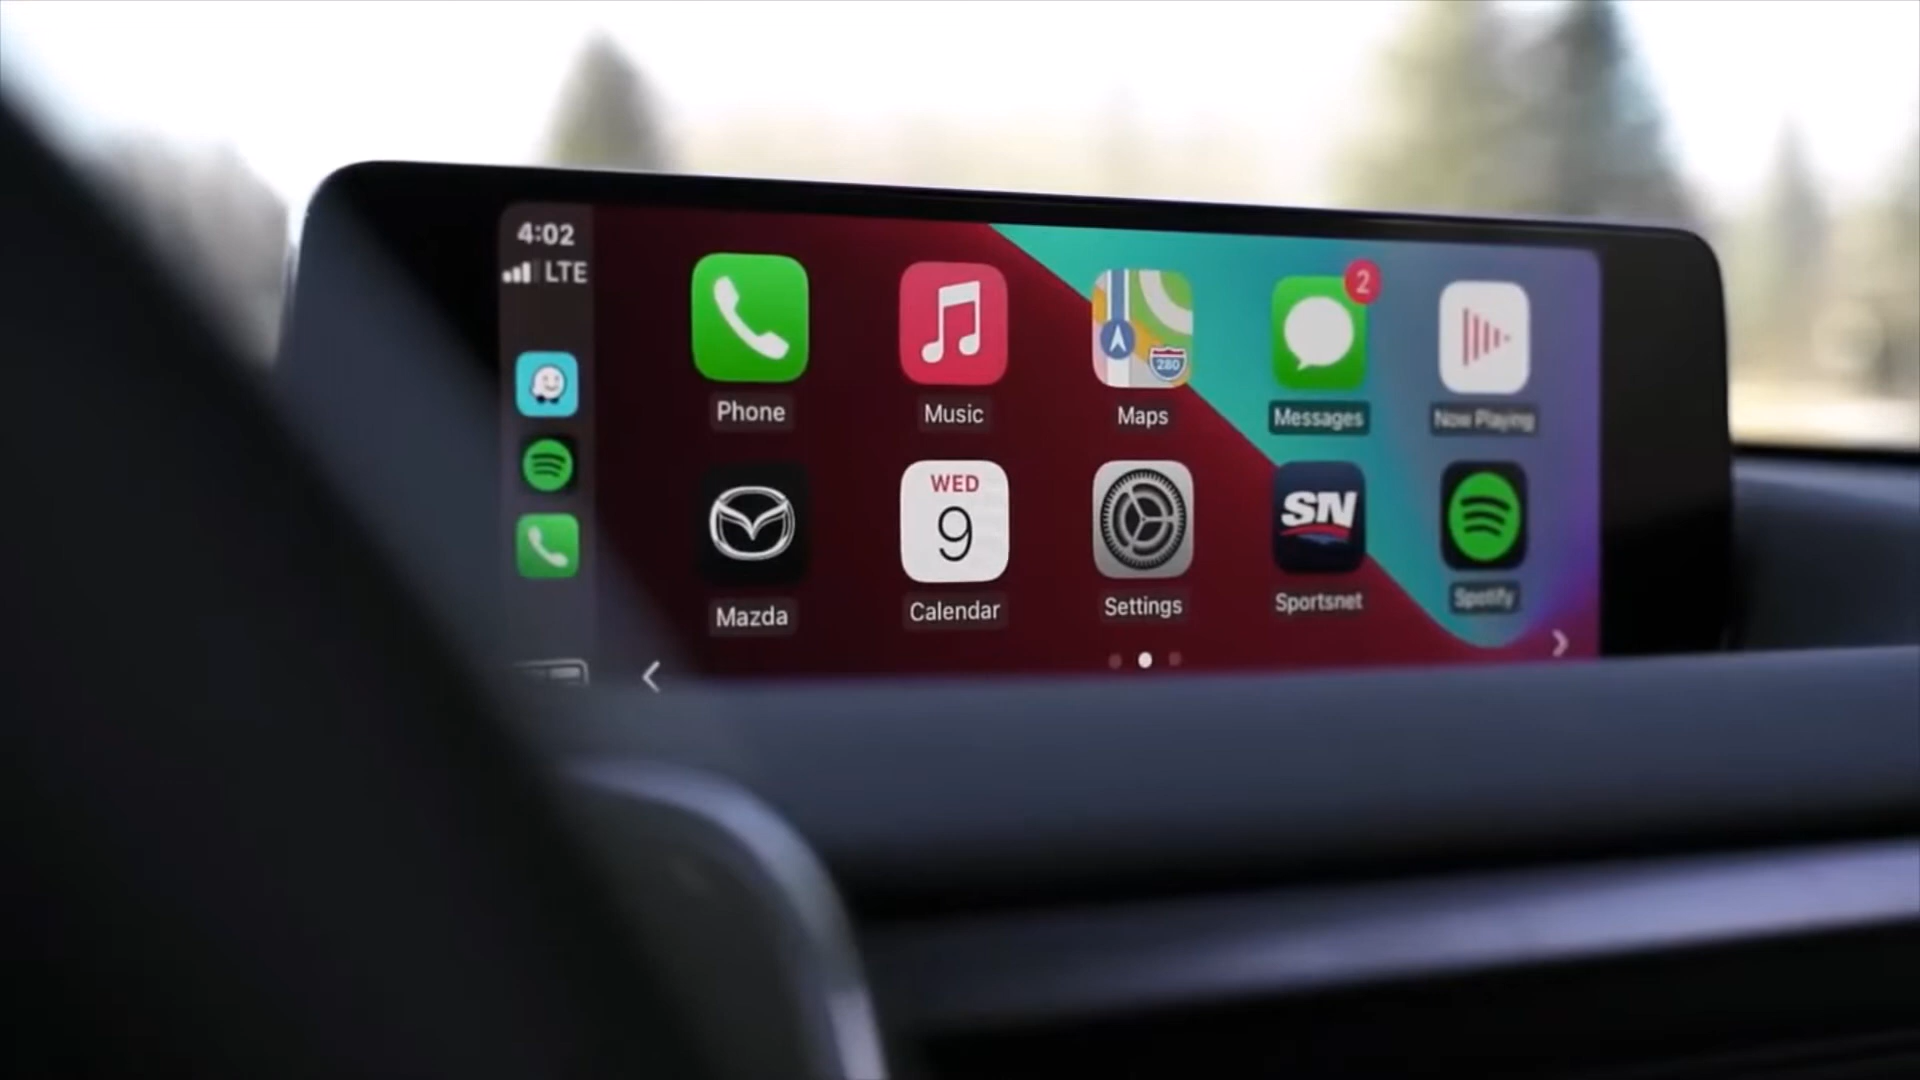 4:02
LTE
280
2
Phone
Music
Maps
Messages
Now Playing
WED
9
SN
Mazda
Calendar
Settings
Sportsnet
Spotify